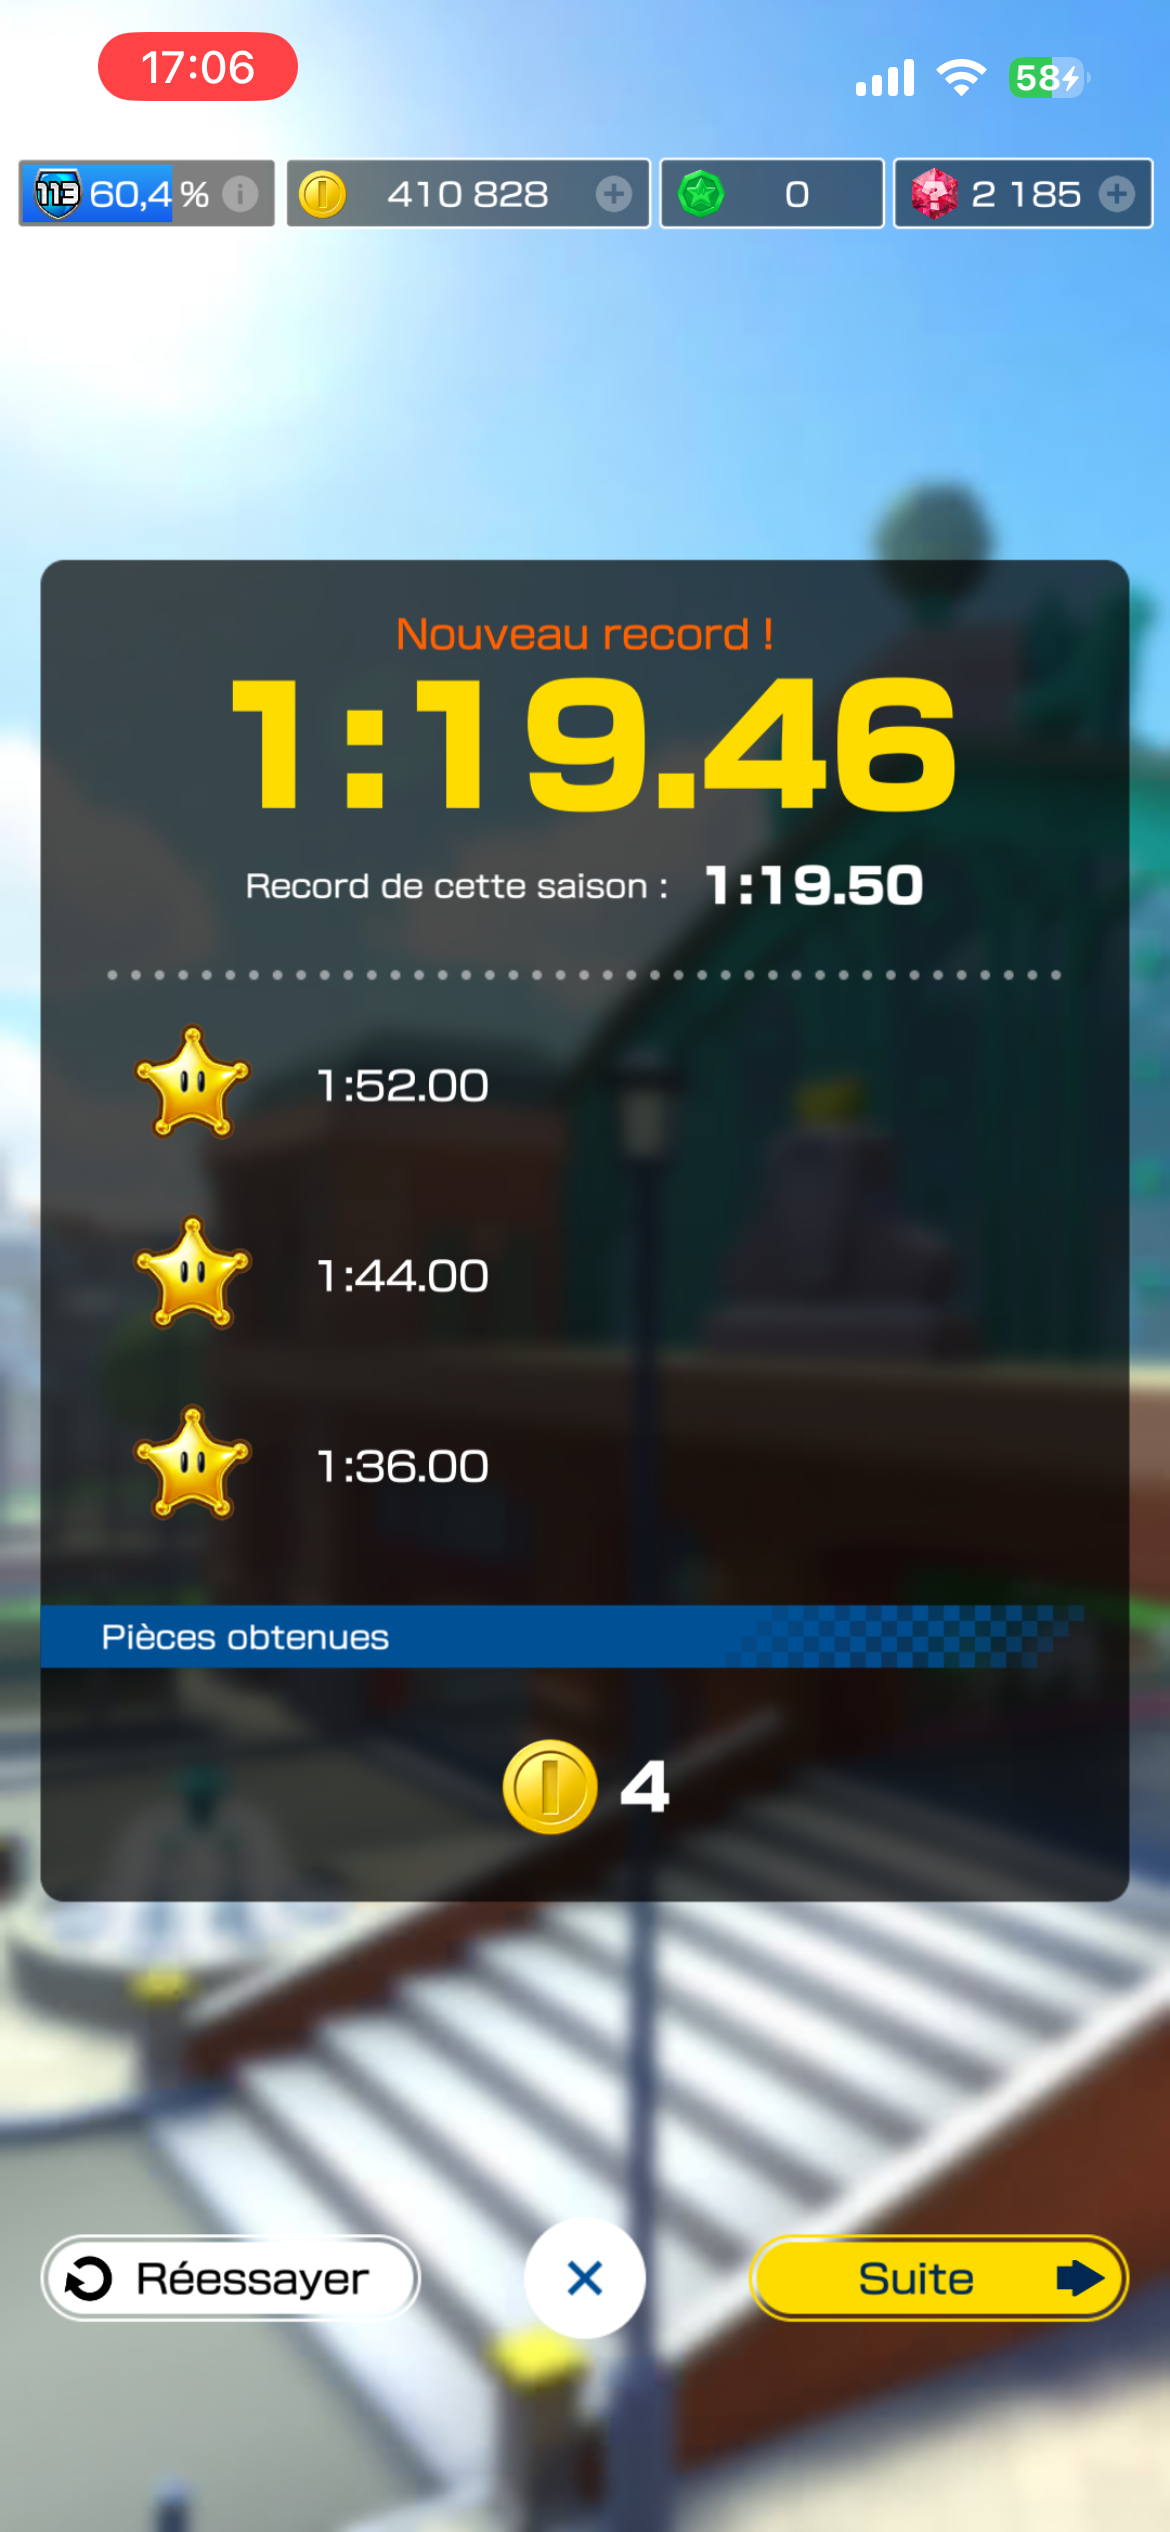 17:06
58
113 60,4 %
410 828
0
2 185
Nouveau record !
1:19.46
Record de cette saison : 1:19.50
1:52.00
1:44.00
1:36.00
Pièces obtenues
4
Réessayer
Suite